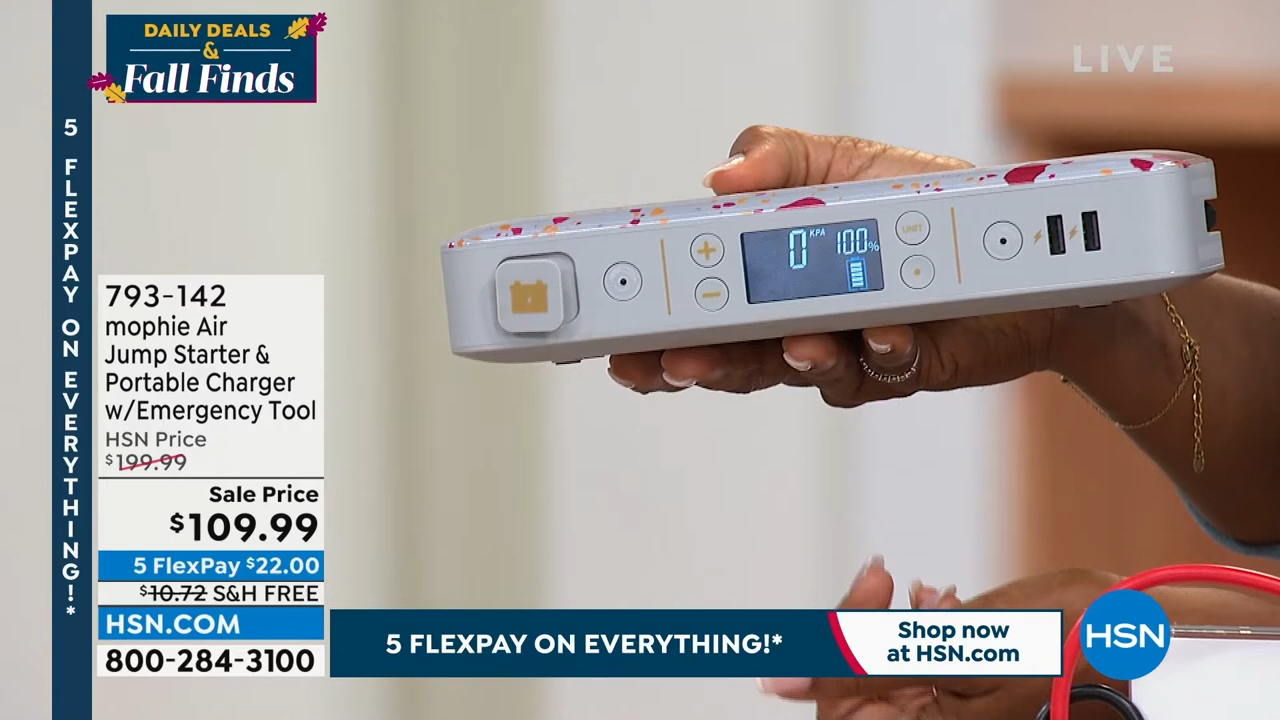 DAILY DEALS
&
Fall Finds
LIVE
5 FLEXPAY ON EVERYTHING!*
793-142
mophie Air
Jump Starter &
Portable Charger
w/Emergency Tool
HSN Price
$199.99
Sale Price
$109.99
5 FlexPay $22.00
$10.72 S&H FREE
HSN.COM
800-284-3100
+
−
0 KPA 100%
UNIT
5 FLEXPAY ON EVERYTHING!*
Shop now
at HSN.com
HSN